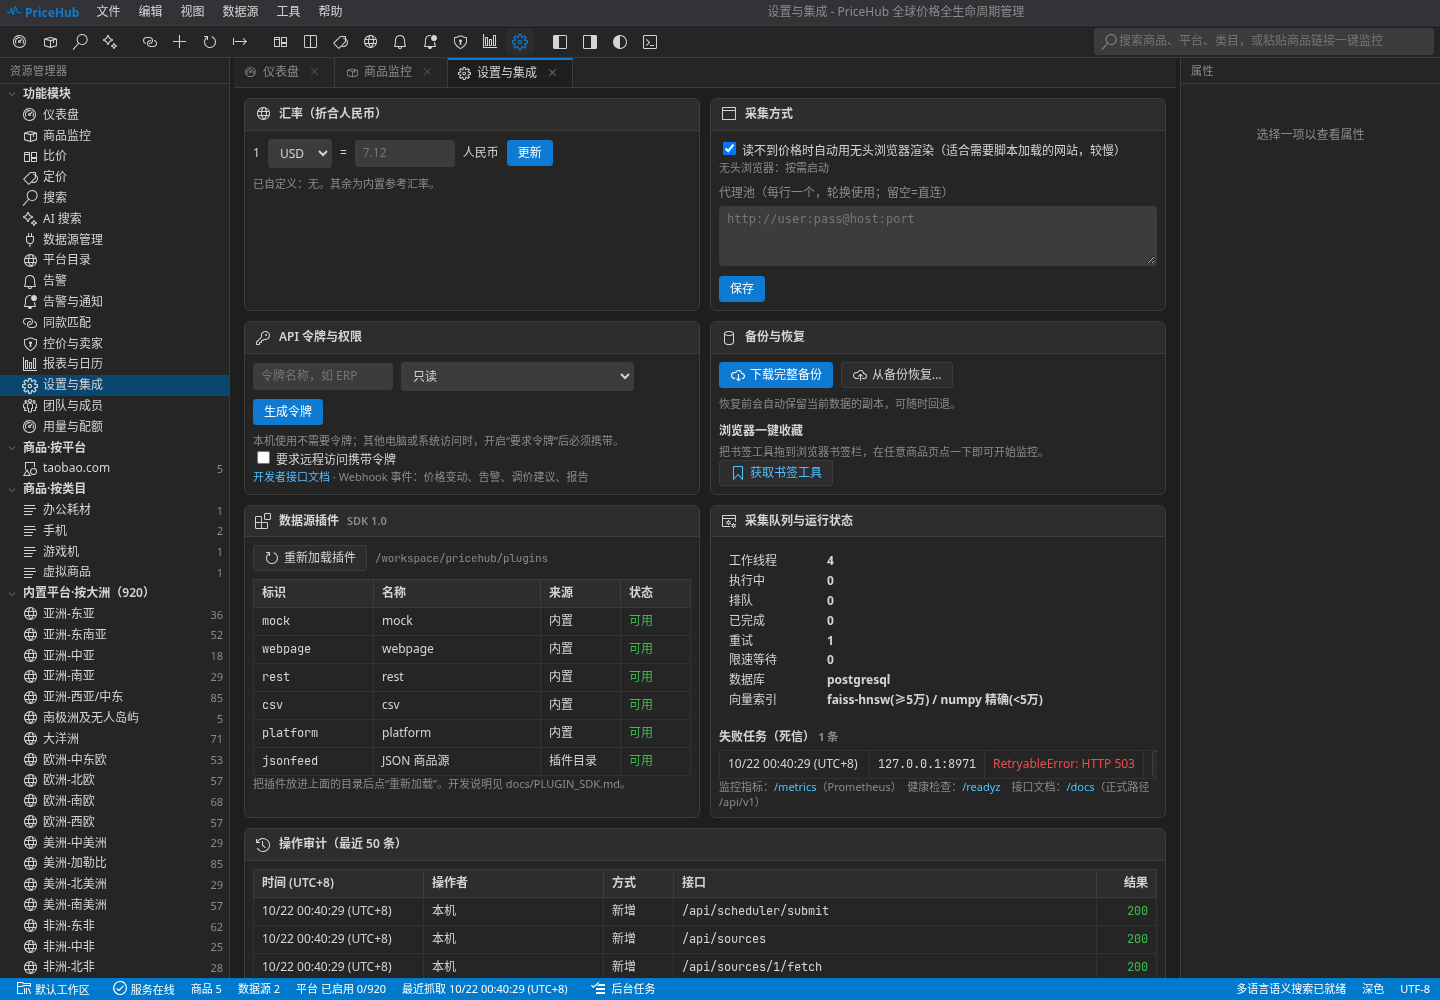 PriceHub 文件 编辑 视图 数据源 工具 帮助 设置与集成 - PriceHub 全球价格全生命周期管理
搜索商品、平台、类目，或粘贴商品链接一键监控
资源管理器
功能模块
仪表盘
商品监控
比价
定价
搜索
AI 搜索
数据源管理
平台目录
告警
告警与通知
同款匹配
控价与卖家
报表与日历
设置与集成
团队与成员
用量与配额
商品·按平台
taobao.com 5
商品·按类目
办公耗材 1
手机 2
游戏机 1
虚拟商品 1
内置平台·按大洲（920）
亚洲-东亚 36
亚洲-东南亚 52
亚洲-中亚 18
亚洲-南亚 29
亚洲-西亚/中东 85
南极洲及无人岛屿 5
大洋洲 71
欧洲-中东欧 53
欧洲-北欧 57
欧洲-南欧 68
欧洲-西欧 57
美洲-中美洲 29
美洲-加勒比 85
美洲-北美洲 29
美洲-南美洲 57
非洲-东非 62
非洲-中非 25
非洲-北非 28
仪表盘 × 商品监控 × 设置与集成 ×
汇率（折合人民币）
1 USD = 7.12 人民币 更新
已自定义：无。其余为内置参考汇率。
采集方式
读不到价格时自动用无头浏览器渲染（适合需要脚本加载的网站，较慢）
无头浏览器：按需启动
代理池（每行一个，轮换使用；留空=直连）
http://user:pass@host:port
保存
API 令牌与权限
令牌名称，如 ERP 只读
生成令牌
本机使用不需要令牌；其他电脑或系统访问时，开启“要求令牌”后必须携带。
要求远程访问携带令牌
开发者接口文档 · Webhook 事件：价格变动、告警、调价建议、报告
备份与恢复
下载完整备份 从备份恢复...
恢复前会自动保留当前数据的副本，可随时回退。
浏览器一键收藏
把书签工具拖到浏览器书签栏，在任意商品页点一下即可开始监控。
获取书签工具
数据源插件 SDK 1.0
重新加载插件 /workspace/pricehub/plugins
标识 名称 来源 状态
mock mock 内置 可用
webpage webpage 内置 可用
rest rest 内置 可用
csv csv 内置 可用
platform platform 内置 可用
jsonfeed JSON 商品源 插件目录 可用
把插件放进上面的目录后点“重新加载”。开发说明见 docs/PLUGIN_SDK.md。
采集队列与运行状态
工作线程 4
执行中 0
排队 0
已完成 0
重试 1
限速等待 0
数据库 postgresql
向量索引 faiss-hnsw(≥5万) / numpy 精确(<5万)
失败任务（死信） 1 条
10/22 00:40:29 (UTC+8) 127.0.0.1:8971 RetryableError: HTTP 503
监控指标：/metrics（Prometheus） 健康检查：/readyz 接口文档：/docs（正式路径
/api/v1）
操作审计（最近 50 条）
时间 (UTC+8) 操作者 方式 接口 结果
10/22 00:40:29 (UTC+8) 本机 新增 /api/scheduler/submit 200
10/22 00:40:29 (UTC+8) 本机 新增 /api/sources 200
10/22 00:40:29 (UTC+8) 本机 新增 /api/sources/1/fetch 200
属性
选择一项以查看属性
默认工作区 服务在线 商品 5 数据源 2 平台 已启用 0/920 最近抓取 10/22 00:40:29 (UTC+8) 后台任务 多语言语义搜索已就绪 深色 UTF-8